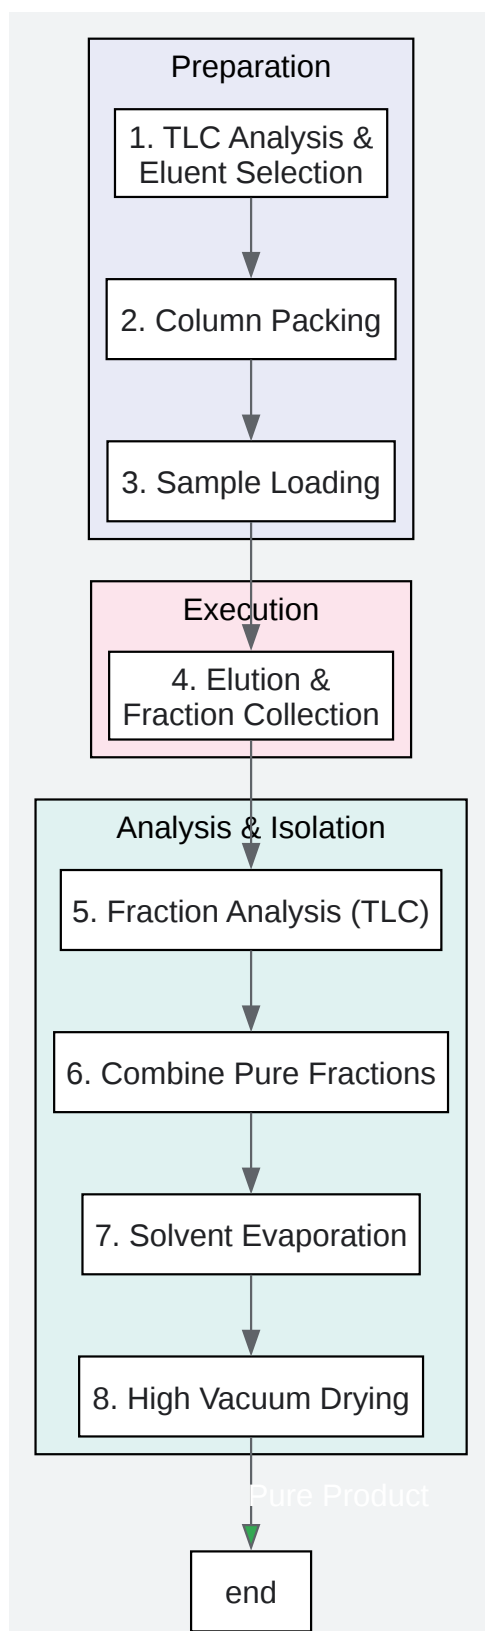 Preparation
1. TLC Analysis &
Eluent Selection
2. Column Packing
3. Sample Loading
Execution
4. Elution &
Fraction Collection
Analysis & Isolation
5. Fraction Analysis (TLC)
6. Combine Pure Fractions
7. Solvent Evaporation
8. High Vacuum Drying
Pure Product
end